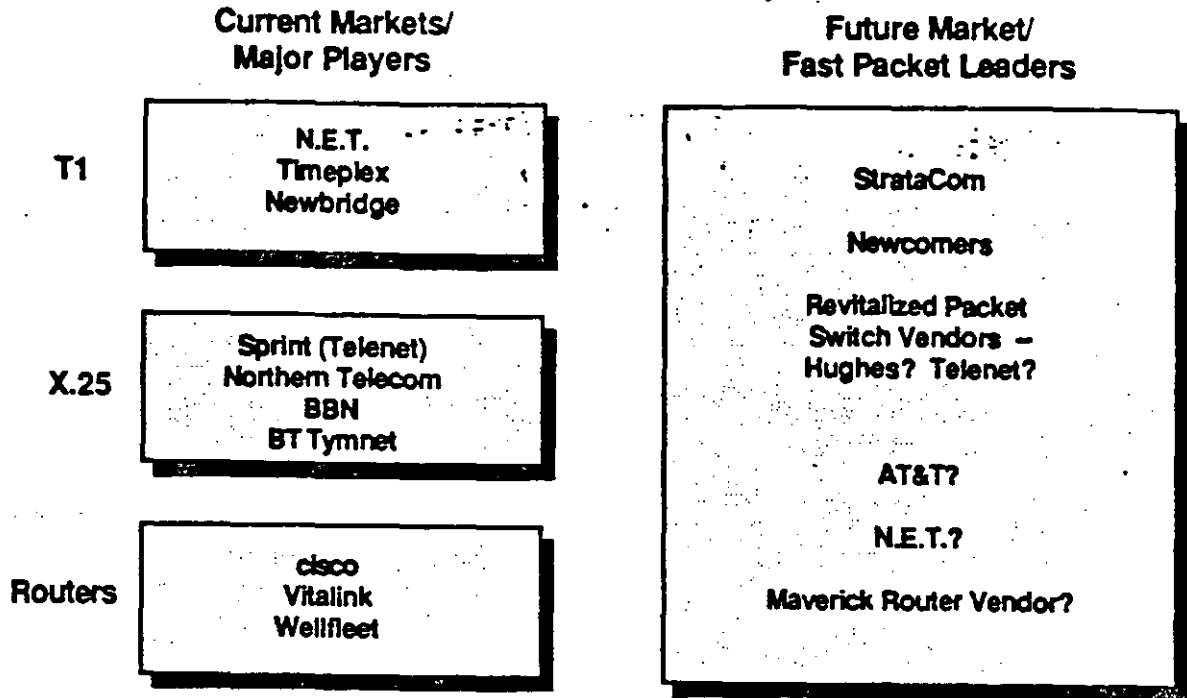 Current Markets/
Major Players
T1
N.E.T.
Timeplex
Newbridge
X.25
Sprint (Telenet)
Northern Telecom
BBN
BT Tymnet
Routers
cisco
Vitalink
Wellfleet
Future Market/
Fast Packet Leaders
StrataCom
Newcomers
Revitalized Packet
Switch Vendors –
Hughes? Telenet?
AT&T?
N.E.T.?
Maverick Router Vendor?